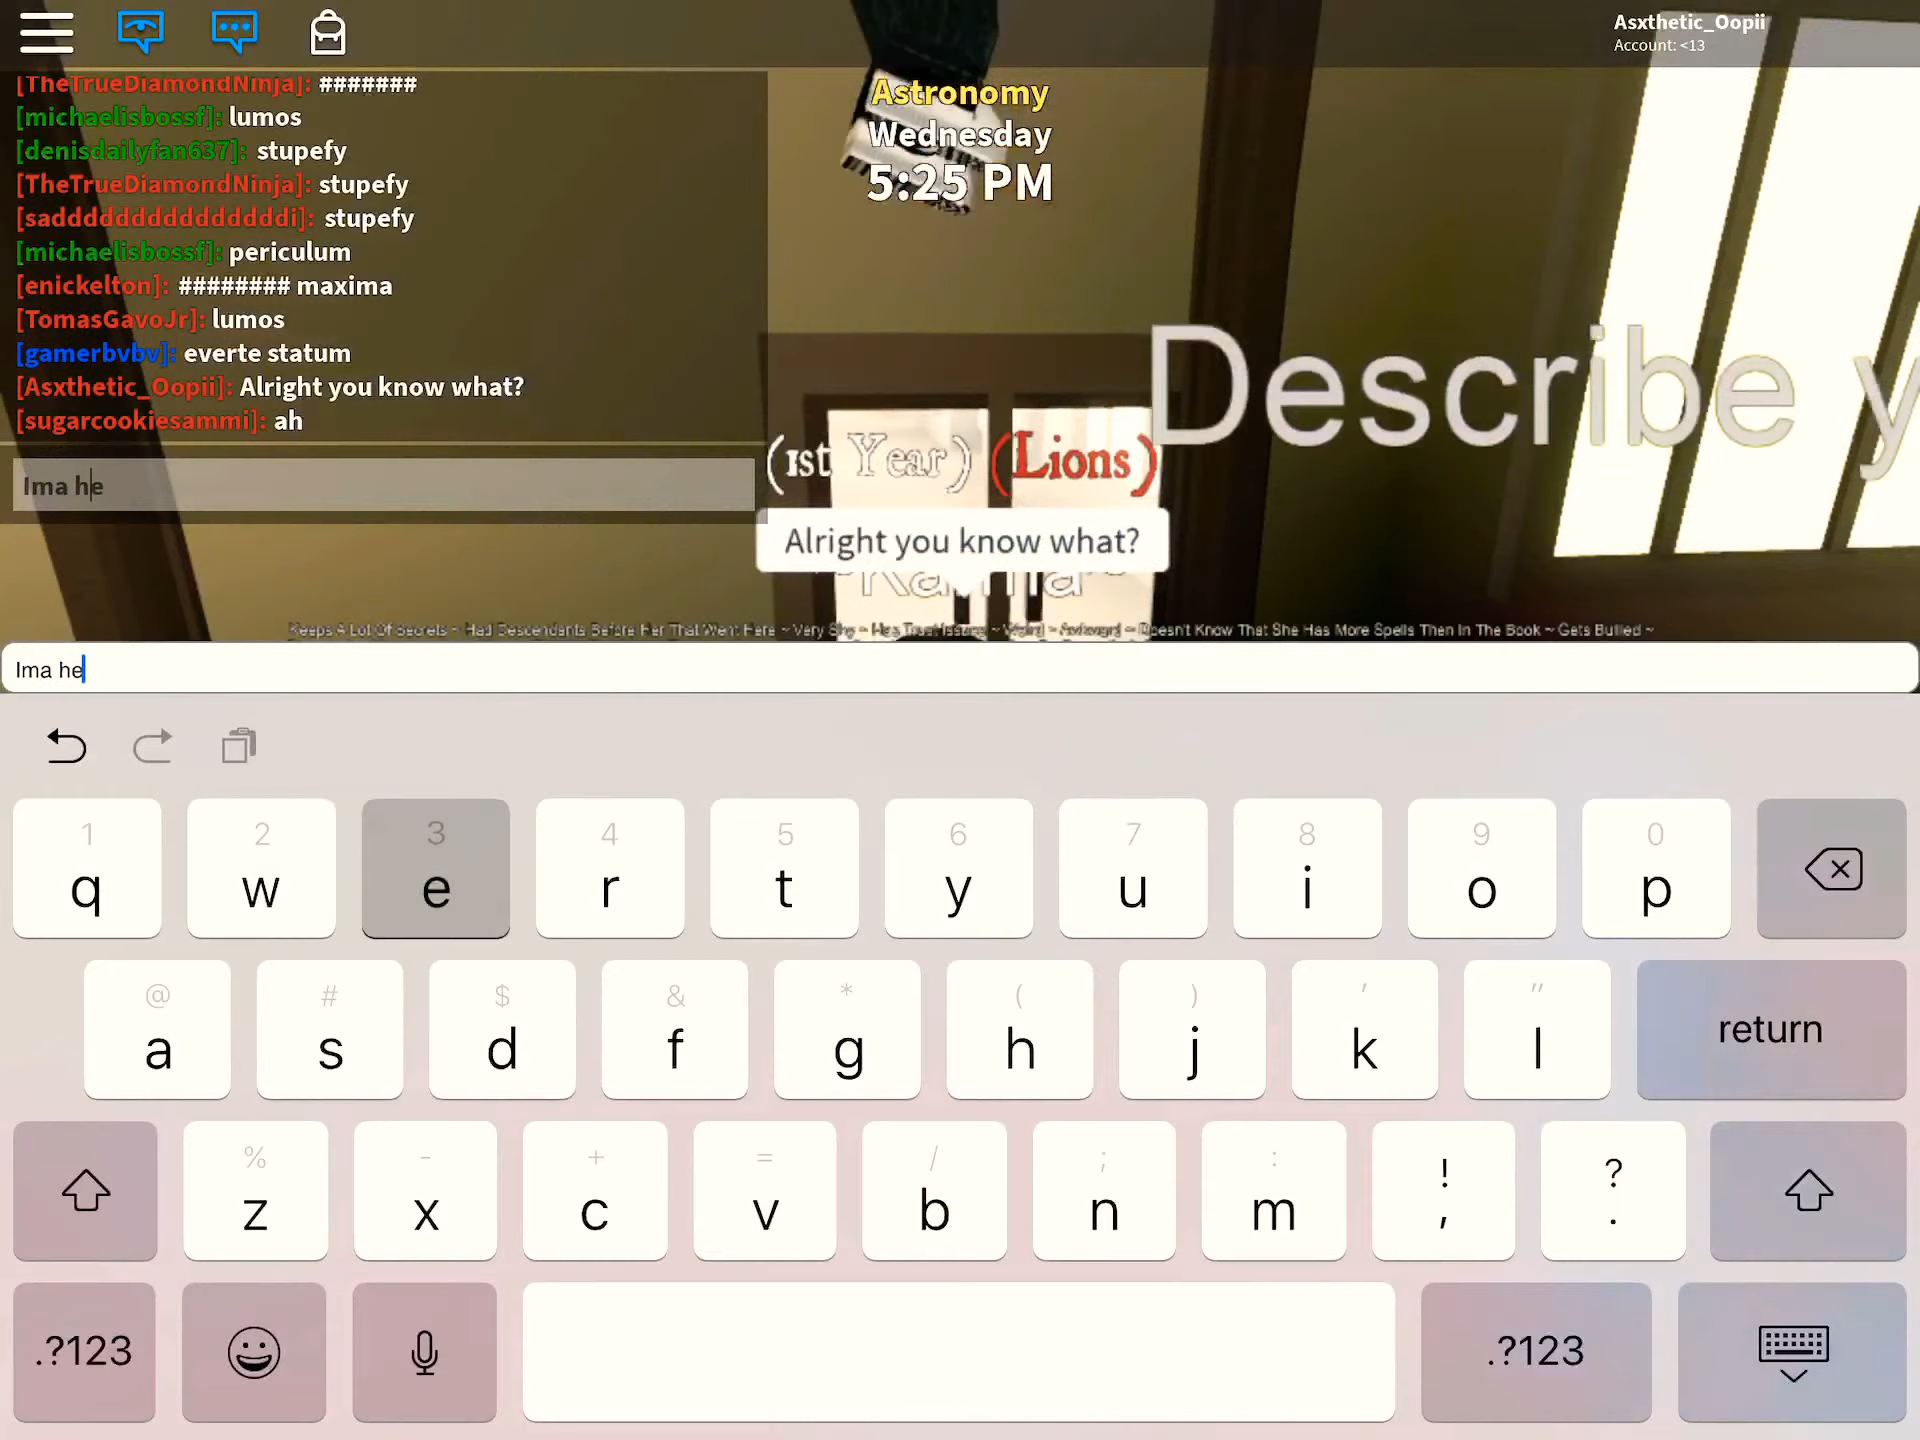 Asxthetic_Oopii
Account: <13
[TheTrueDiamondNinja]: #######
[michaelisbossf]: lumos
[denisdailyfan637]: stupefy
[TheTrueDiamondNinja]: stupefy
[sadddddddddddddddi]: stupefy
[michaelisbossf]: periculum
[enickelton]: ######## maxima
[TomasGavoJr]: lumos
[gamerbvbv]: everte statum
[Asxthetic_Oopii]: Alright you know what?
[sugarcookiesammi]: ah
Ima he
Astronomy
Wednesday
5:25 PM
Describe y
(1st Year) (Lions)
Alright you know what?
Keeps A Lot Of Secrets ~ Had Descendants Before Her That Went Here ~ Very Shy ~ Has Trust Issues ~ Weird ~ Awkward ~ Doesn't Know That She Has More Spells Then In The Book ~ Gets Bullied ~
Ima he
1 2 3 4 5 6 7 8 9 0
q w e r t y u i o p
@ # $ & * ( ) ' "
a s d f g h j k l return
% - + = / ; : ! ?
z x c v b n m , .
.?123 .?123